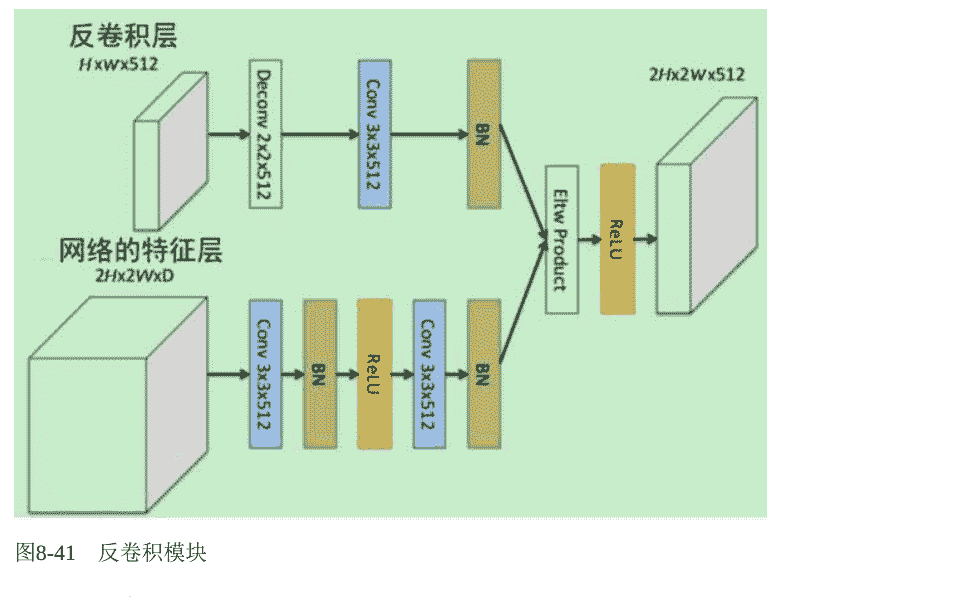 反卷积层
HxWx512
Deconv 2x2x512
Conv 3x3x512
BN
2Hx2Wx512
网络的特征层
2Hx2WxD
Conv 3x3x512
BN
ReLU
Conv 3x3x512
BN
Eltw Product
ReLU
图8-41 反卷积模块